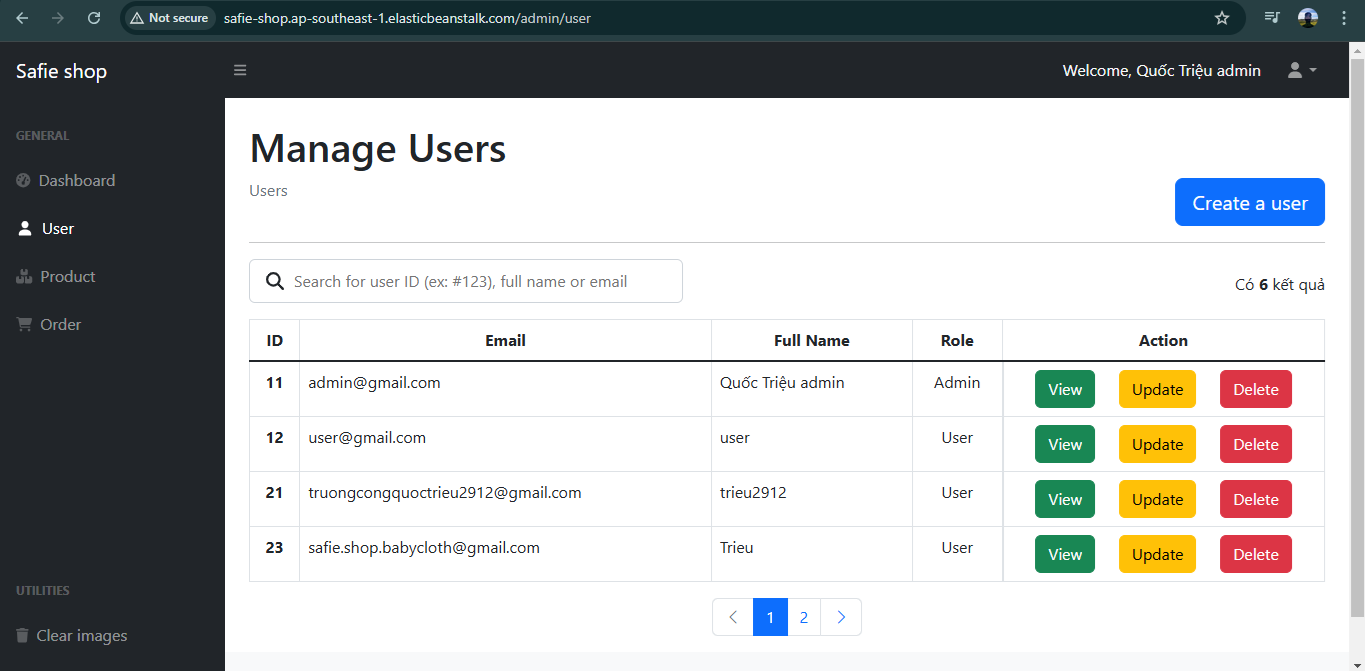 Not secure safie-shop.ap-southeast-1.elasticbeanstalk.com/admin/user
Safie shop
Welcome, Quốc Triệu admin
GENERAL
Dashboard
User
Product
Order
UTILITIES
Clear images
Manage Users
Users
Create a user
Search for user ID (ex: #123), full name or email
Có 6 kết quả
ID Email Full Name Role Action
11 admin@gmail.com Quốc Triệu admin Admin View Update Delete
12 user@gmail.com user User View Update Delete
21 truongcongquoctrieu2912@gmail.com trieu2912 User View Update Delete
23 safie.shop.babycloth@gmail.com Trieu User View Update Delete
1 2